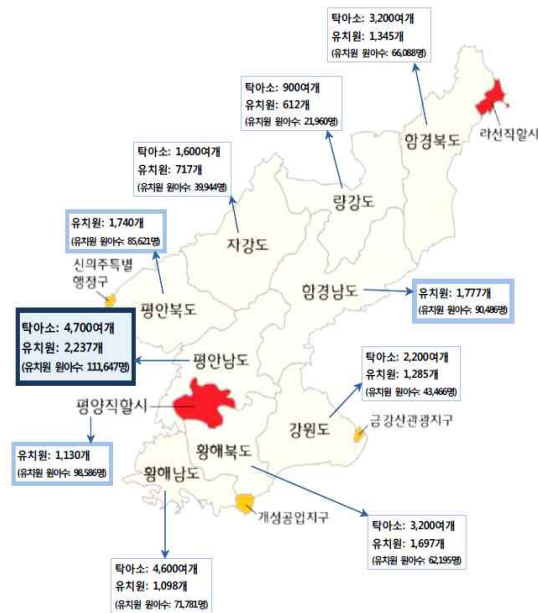 탁아소: 3,200여개
유치원: 1,345개
(유치원 원아수: 66,088명)
탁아소: 900여개
유치원: 612개
(유치원 원아수: 21,960명)
라선직할시
함경북도
탁아소: 1,600여개
유치원: 717개
(유치원 원아수: 39,944명)
량강도
자강도
유치원: 1,740개
(유치원 원아수: 85,621명)
신의주특별
행정구
평안북도
함경남도
유치원: 1,777개
(유치원 원아수: 90,486명)
탁아소: 4,700여개
유치원: 2,237개
(유치원 원아수: 111,647명)
평안남도
탁아소: 2,200여개
유치원: 1,285개
(유치원 원아수: 43,466명)
평양직할시
강원도
금강산관광지구
유치원: 1,130개
(유치원 원아수: 98,586명)
황해북도
황해남도
개성공업지구
탁아소: 3,200여개
유치원: 1,697개
(유치원 원아수: 62,195명)
탁아소: 4,600여개
유치원: 1,098개
(유치원 원아수: 71,781명)